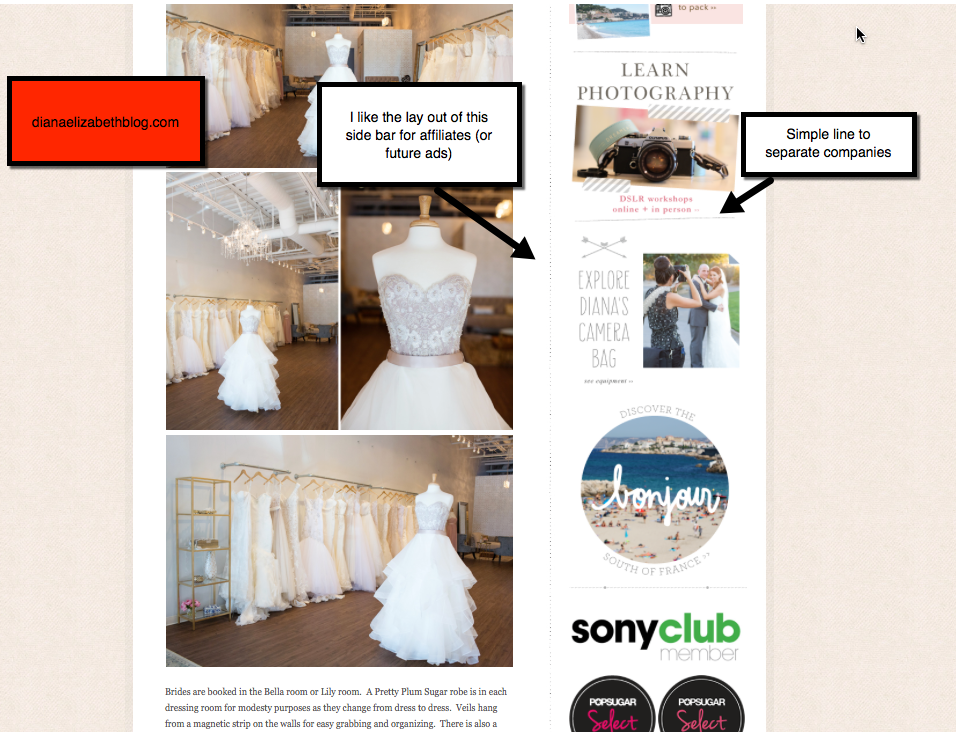 to pack »
LEARN
PHOTOGRAPHY
dianaelizabethblog.com
I like the lay out of this
side bar for affiliates (or
future ads)
Simple line to
separate companies
DSLR workshops
online + in person »
EXPLORE
DIANA'S
CAMERA
BAG
see equipment »
DISCOVER THE
bonjour
SOUTH OF FRANCE >>
sonyclub
member
POPSUGAR
Select
POPSUGAR
Select
Brides are booked in the Bella room or Lily room.  A Pretty Plum Sugar robe is in each
dressing room for modesty purposes as they change from dress to dress.  Veils hang
from a magnetic strip on the walls for easy grabbing and organizing.  There is also a